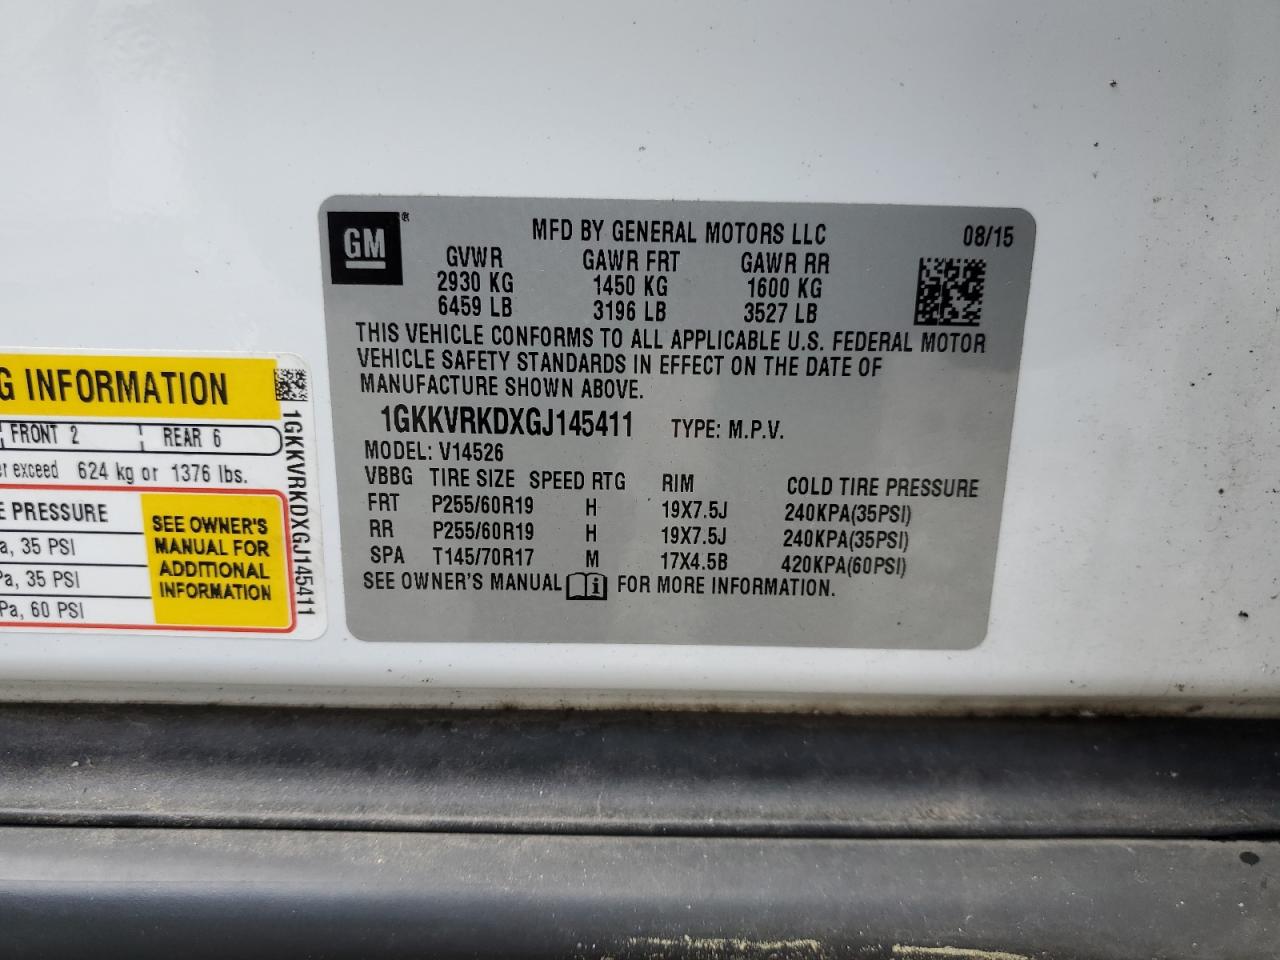 GM
®
MFD BY GENERAL MOTORS LLC
08/15
GVWR GAWR FRT GAWR RR
2930 KG 1450 KG 1600 KG
6459 LB 3196 LB 3527 LB
THIS VEHICLE CONFORMS TO ALL APPLICABLE U.S. FEDERAL MOTOR
VEHICLE SAFETY STANDARDS IN EFFECT ON THE DATE OF
MANUFACTURE SHOWN ABOVE.
1GKKVRKDXGJ145411 TYPE: M.P.V.
MODEL: V14526
VBBG TIRE SIZE SPEED RTG RIM COLD TIRE PRESSURE
FRT P255/60R19 H 19X7.5J 240KPA(35PSI)
RR P255/60R19 H 19X7.5J 240KPA(35PSI)
SPA T145/70R17 M 17X4.5B 420KPA(60PSI)
SEE OWNER'S MANUAL i FOR MORE INFORMATION.
G INFORMATION
FRONT 2 REAR 6
er exceed 624 kg or 1376 lbs.
E PRESSURE
a, 35 PSI
Pa, 35 PSI
Pa, 60 PSI
SEE OWNER'S
MANUAL FOR
ADDITIONAL
INFORMATION
1GKKVRKDXGJ145411